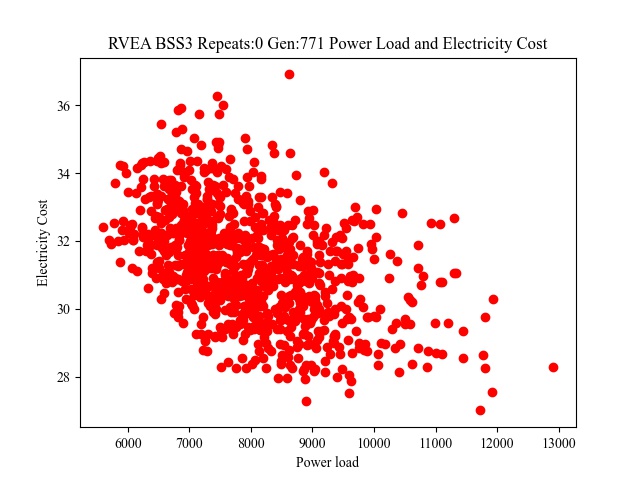 RVEA BSS3 Repeats:0 Gen:771 Power Load and Electricity Cost
Electricity Cost
36
34
32
30
28
6000 7000 8000 9000 10000 11000 12000 13000
Power load